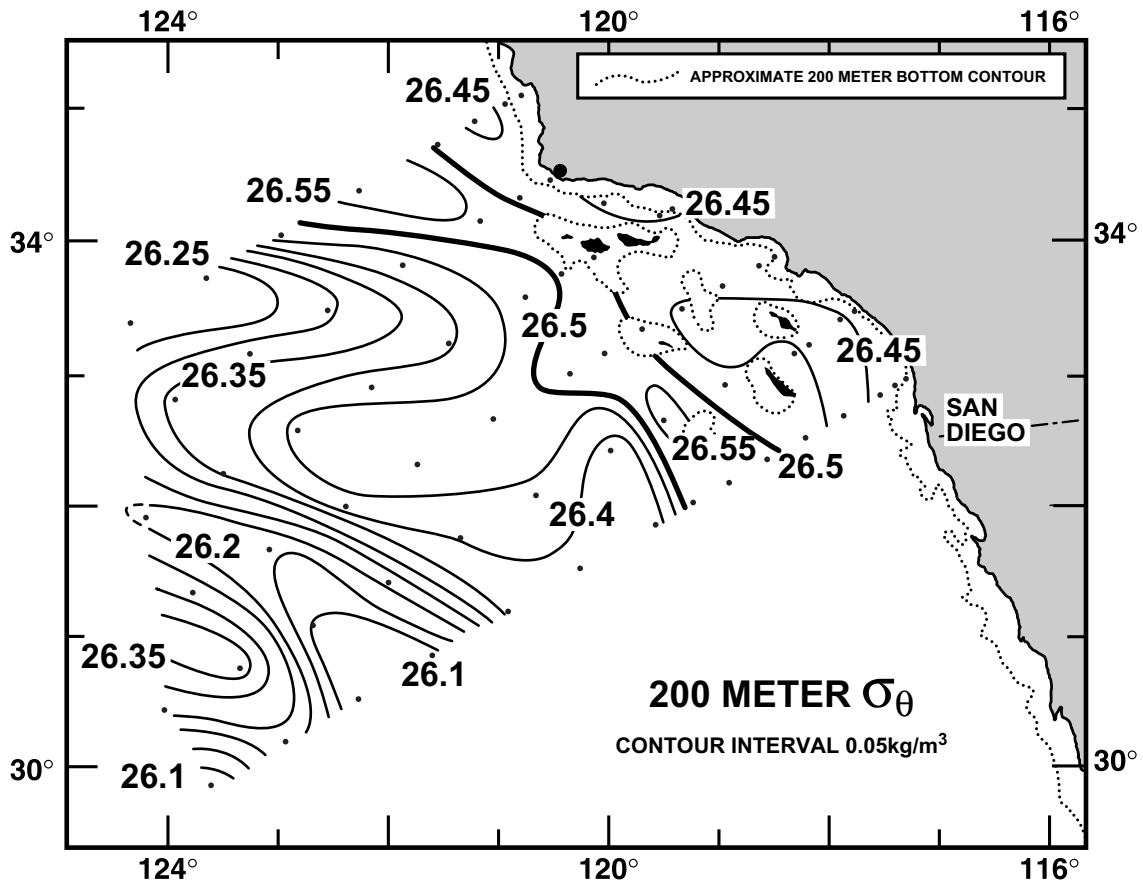 124° 120° 116°
APPROXIMATE 200 METER BOTTOM CONTOUR
26.45
26.55
26.45
34° 34°
26.25
26.5
26.45
26.35
SAN
DIEGO
26.55
26.5
26.4
26.2
26.35
26.1
200 METER σθ
CONTOUR INTERVAL 0.05kg/m³
30° 30°
26.1
124° 120° 116°